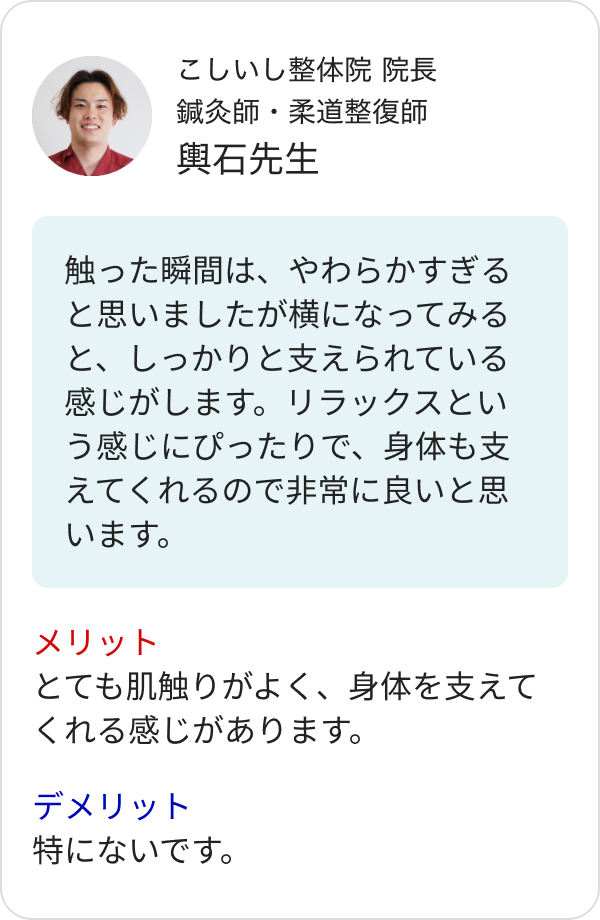 こしいし整体院 院長
鍼灸師・柔道整復師
輿石先生
触った瞬間は、やわらかすぎる
と思いましたが横になってみる
と、しっかりと支えられている
感じがします。リラックスとい
う感じにぴったりで、身体も支
えてくれるので非常に良いと思
います。
メリット
とても肌触りがよく、身体を支えて
くれる感じがあります。
デメリット
特にないです。